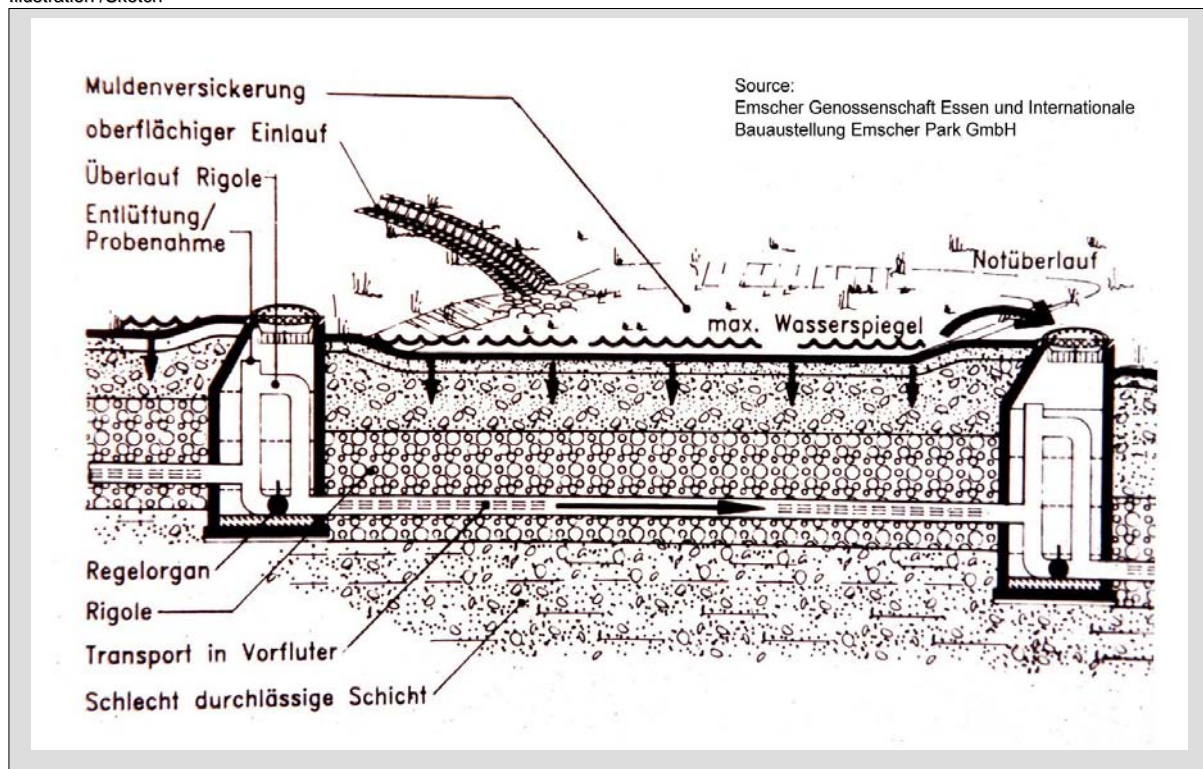 Illustration /Sketch
Muldenversickerung
oberflächiger Einlauf
Überlauf Rigole
Entlüftung/
Probenahme
Source:
Emscher Genossenschaft Essen und Internationale
Bauaustellung Emscher Park GmbH
Notüberlauf
max. Wasserspiegel
Regelorgan
Rigole
Transport in Vorfluter
Schlecht durchlässige Schicht